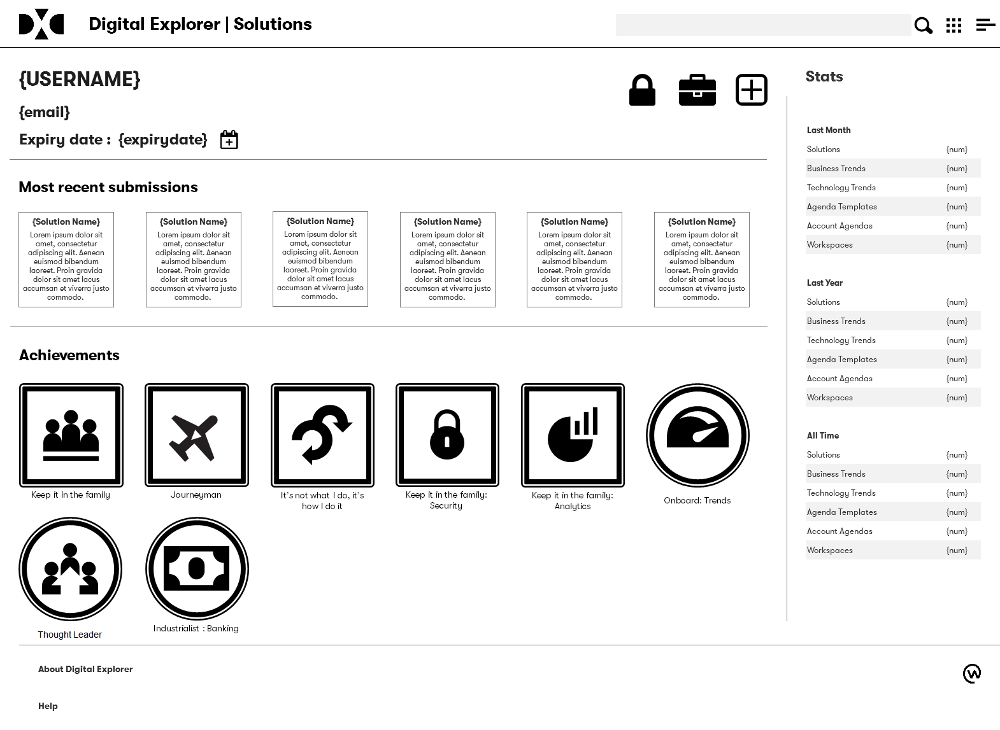 DXC
Digital Explorer | Solutions
{USERNAME}
{email}
Expiry date : {expirydate}
Most recent submissions
{Solution Name}
Lorem ipsum dolor sit
amet, consectetur
adipiscing elit. Aenean
euismod bibendum
laoreet. Proin gravida
dolor sit amet lacus
accumsan et viverra justo
commodo.
{Solution Name}
Lorem ipsum dolor sit
amet, consectetur
adipiscing elit. Aenean
euismod bibendum
laoreet. Proin gravida
dolor sit amet lacus
accumsan et viverra justo
commodo.
{Solution Name}
Lorem ipsum dolor sit
amet, consectetur
adipiscing elit. Aenean
euismod bibendum
laoreet. Proin gravida
dolor sit amet lacus
accumsan et viverra justo
commodo.
{Solution Name}
Lorem ipsum dolor sit
amet, consectetur
adipiscing elit. Aenean
euismod bibendum
laoreet. Proin gravida
dolor sit amet lacus
accumsan et viverra justo
commodo.
{Solution Name}
Lorem ipsum dolor sit
amet, consectetur
adipiscing elit. Aenean
euismod bibendum
laoreet. Proin gravida
dolor sit amet lacus
accumsan et viverra justo
commodo.
{Solution Name}
Lorem ipsum dolor sit
amet, consectetur
adipiscing elit. Aenean
euismod bibendum
laoreet. Proin gravida
dolor sit amet lacus
accumsan et viverra justo
commodo.
Achievements
Keep it in the family
Journeyman
It's not what I do, it's
how I do it
Keep it in the family:
Security
Keep it in the family:
Analytics
Onboard: Trends
Thought Leader
Industrialist : Banking
Stats
Last Month
Solutions {num}
Business Trends {num}
Technology Trends {num}
Agenda Templates {num}
Account Agendas {num}
Workspaces {num}
Last Year
Solutions {num}
Business Trends {num}
Technology Trends {num}
Agenda Templates {num}
Account Agendas {num}
Workspaces {num}
All Time
Solutions {num}
Business Trends {num}
Technology Trends {num}
Agenda Templates {num}
Account Agendas {num}
Workspaces {num}
About Digital Explorer
Help